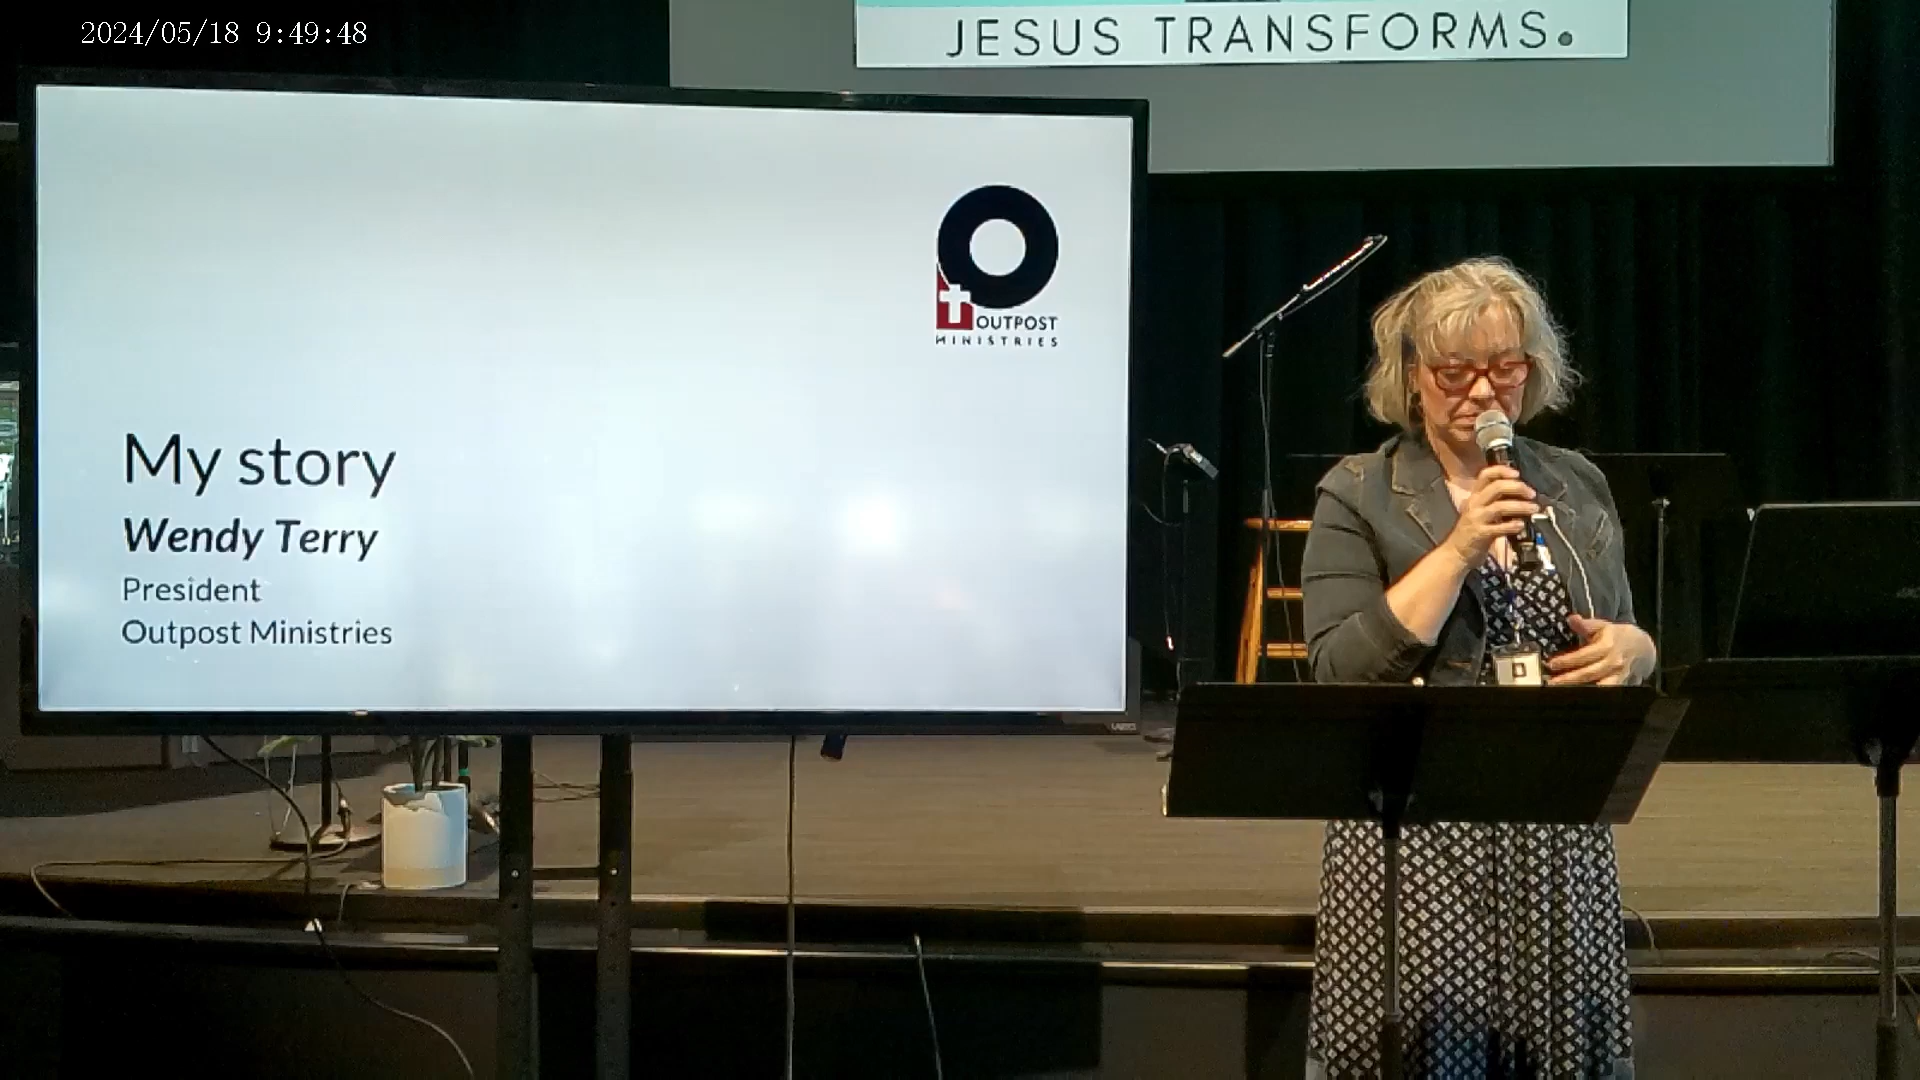 2024/05/18 9:49:48
JESUS TRANSFORMS.
OUTPOST
MINISTRIES
My story
Wendy Terry
President
Outpost Ministries